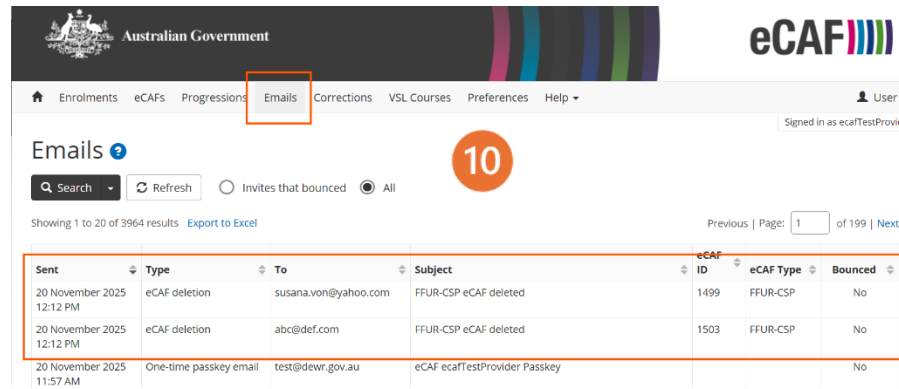 Australian Government
eCAF
Enrolments eCAFs Progressions Emails Corrections VSL Courses Preferences Help User
Signed in as ecafTestProvi
Emails ?
10
Search Refresh Invites that bounced All
Showing 1 to 20 of 3964 results Export to Excel Previous | Page: 1 of 199 | Next
Sent Type To Subject eCAF ID eCAF Type Bounced
20 November 2025 12:12 PM eCAF deletion susana.von@yahoo.com FFUR-CSP eCAF deleted 1499 FFUR-CSP No
20 November 2025 12:12 PM eCAF deletion abc@def.com FFUR-CSP eCAF deleted 1503 FFUR-CSP No
20 November 2025 11:57 AM One-time passkey email test@dewr.gov.au eCAF ecafTestProvider Passkey No